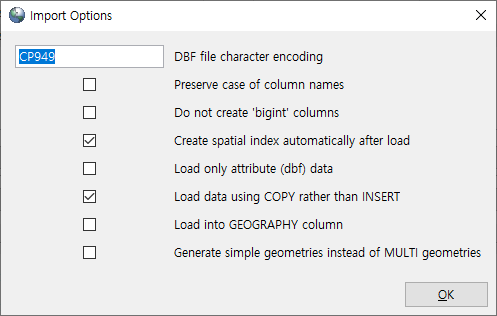 Import Options
CP949 DBF file character encoding
Preserve case of column names
Do not create 'bigint' columns
Create spatial index automatically after load
Load only attribute (dbf) data
Load data using COPY rather than INSERT
Load into GEOGRAPHY column
Generate simple geometries instead of MULTI geometries
OK